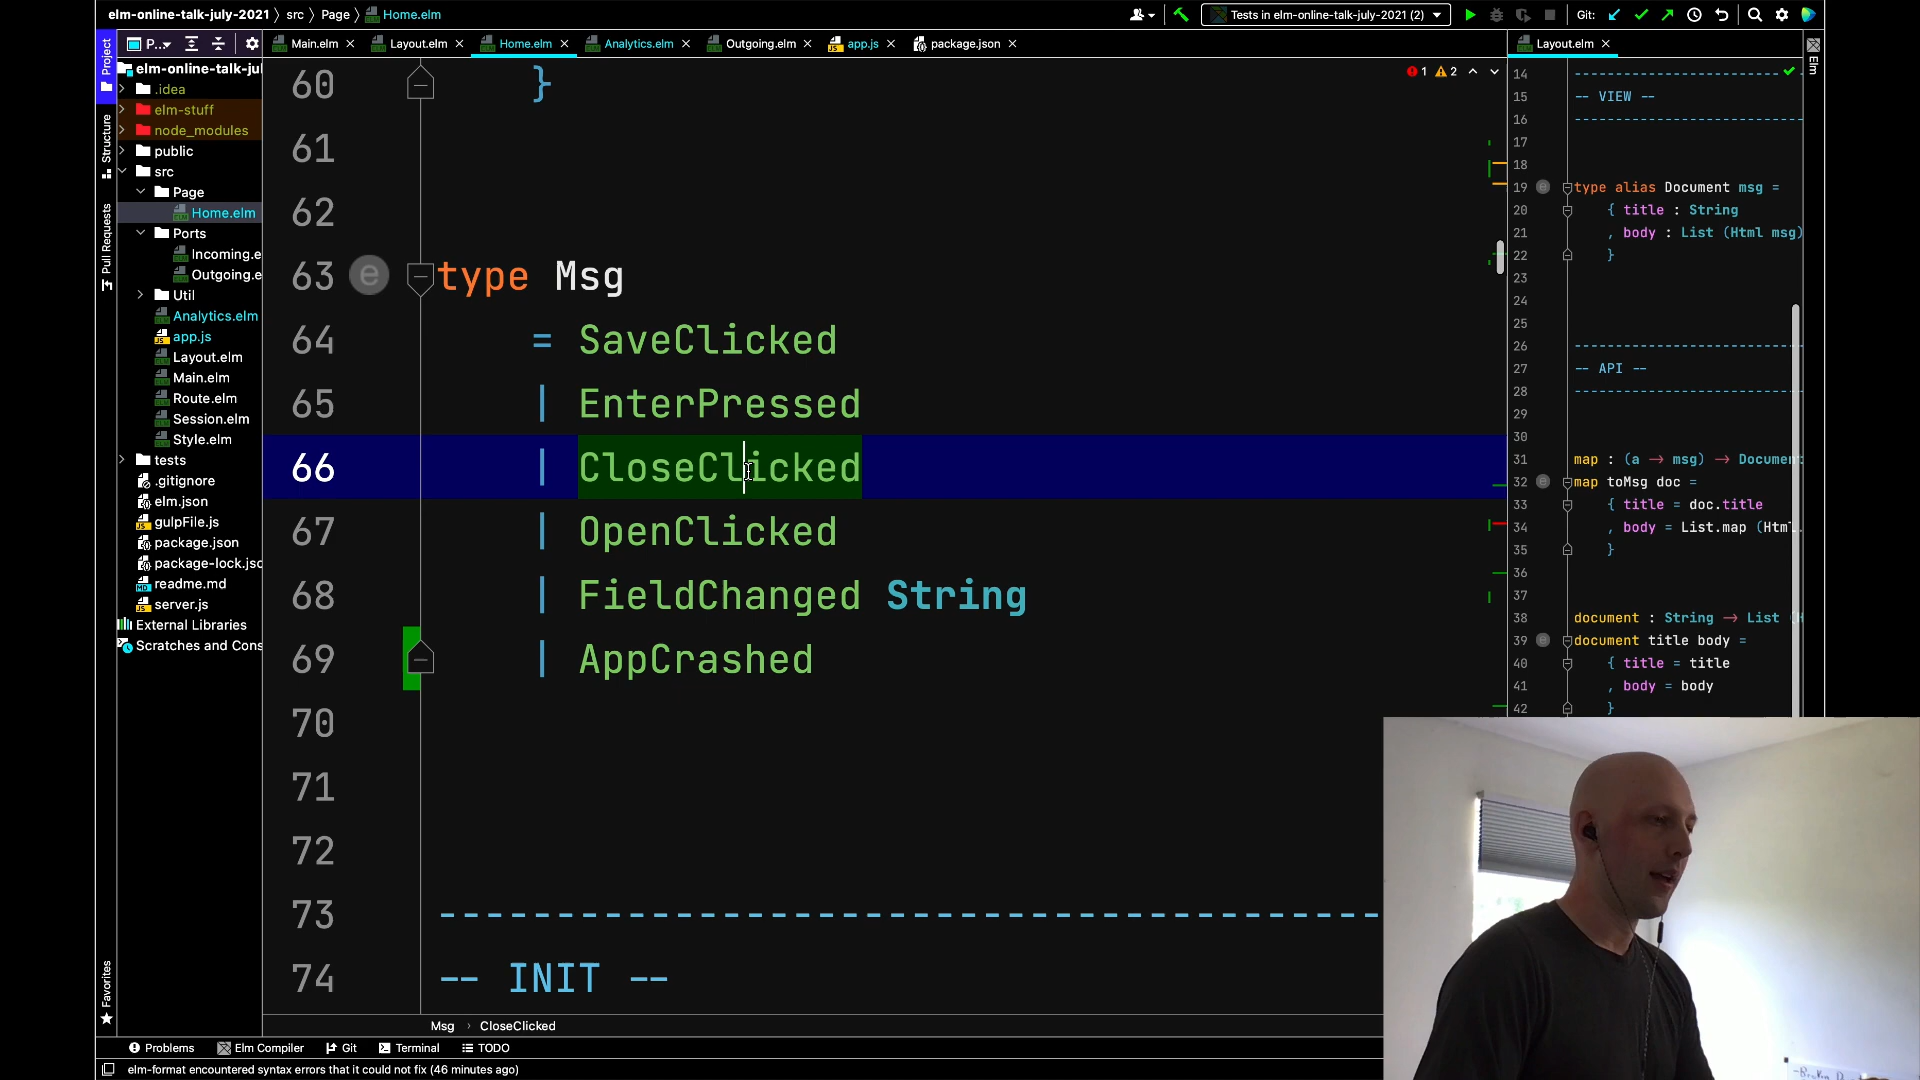 elm-online-talk-july-2021 〉 src 〉 Page 〉 Home.elm
Tests in elm-online-talk-july-2021 (2)
Git:
Project
Structure
Pull Requests
Favorites
P...
elm-online-talk-jul
.idea
elm-stuff
node_modules
public
src
Page
Home.elm
Ports
Incoming.e
Outgoing.e
Util
Analytics.elm
app.js
Layout.elm
Main.elm
Route.elm
Session.elm
Style.elm
tests
.gitignore
elm.json
gulpFile.js
package.json
package-lock.jsc
readme.md
server.js
External Libraries
Scratches and Cons
Main.elm
Layout.elm
Home.elm
Analytics.elm
Outgoing.elm
app.js
package.json
1 2
60 }
61
62
63 type Msg
64 = SaveClicked
65 | EnterPressed
66 | CloseClicked
67 | OpenClicked
68 | FieldChanged String
69 | AppCrashed
70
71
72
73 ----------------------------------------
74 -- INIT --
Msg › CloseClicked
Layout.elm
Elm
14 -------------------------
15 -- VIEW --
16 -------------------------
17
18
19 type alias Document msg =
20 { title : String
21 , body : List (Html msg)
22 }
23
24
25
26 -------------------------
27 -- API --
28 -------------------------
29
30
31 map : (a → msg) → Document
32 map toMsg doc =
33 { title = doc.title
34 , body = List.map (Html.
35 }
36
37
38 document : String → List (H
39 document title body =
40 { title = title
41 , body = body
42 }
Problems
Elm Compiler
Git
Terminal
TODO
elm-format encountered syntax errors that it could not fix (46 minutes ago)